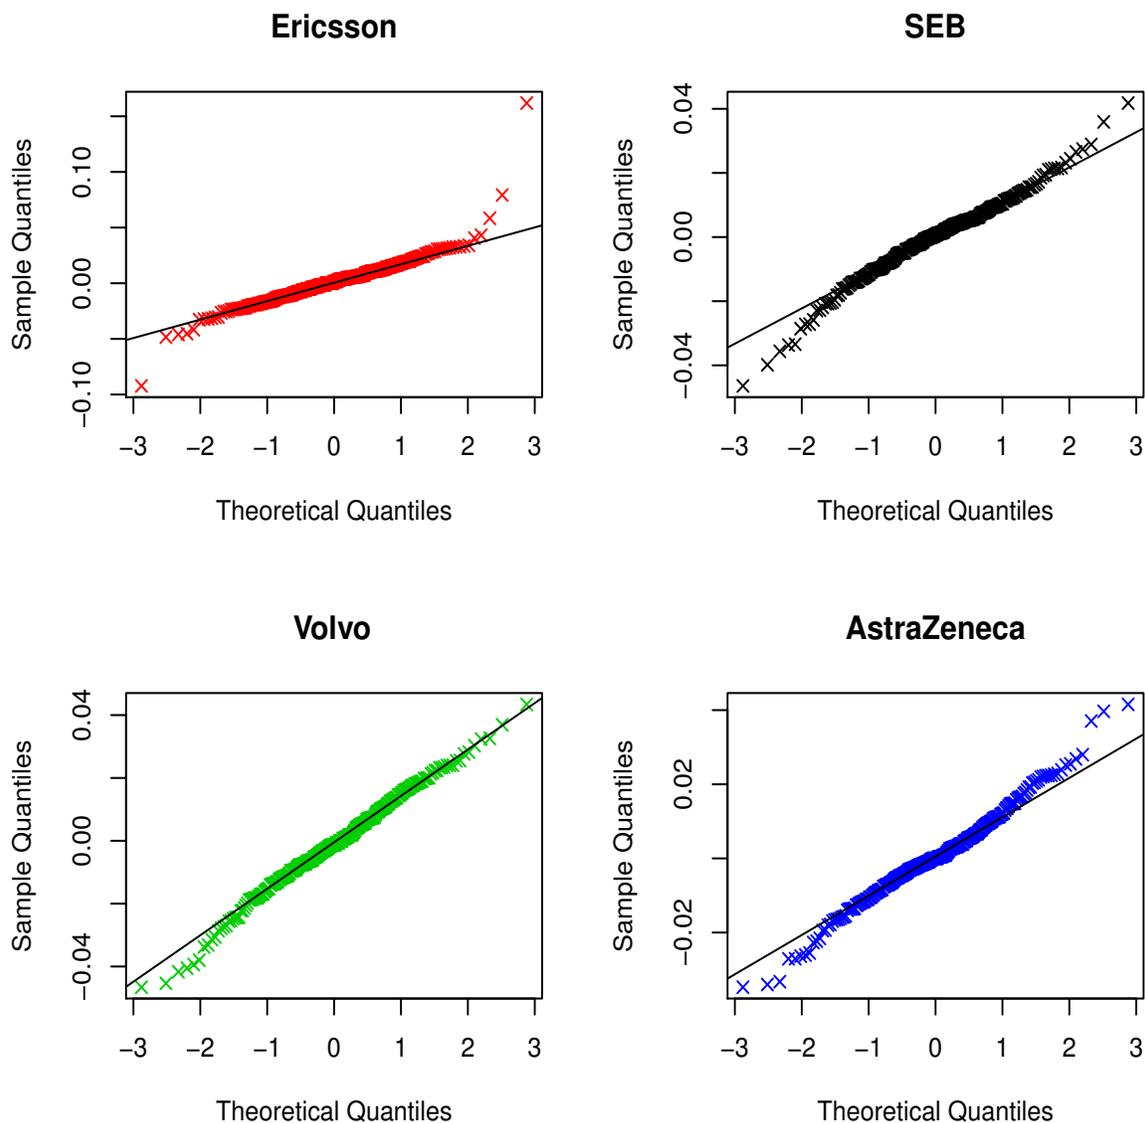 Ericsson
Sample Quantiles
0.10
0.00
−0.10
−3 −2 −1 0 1 2 3
Theoretical Quantiles
SEB
Sample Quantiles
0.04
0.00
−0.04
−3 −2 −1 0 1 2 3
Theoretical Quantiles
Volvo
Sample Quantiles
0.04
0.00
−0.04
−3 −2 −1 0 1 2 3
Theoretical Quantiles
AstraZeneca
Sample Quantiles
0.02
−0.02
−3 −2 −1 0 1 2 3
Theoretical Quantiles